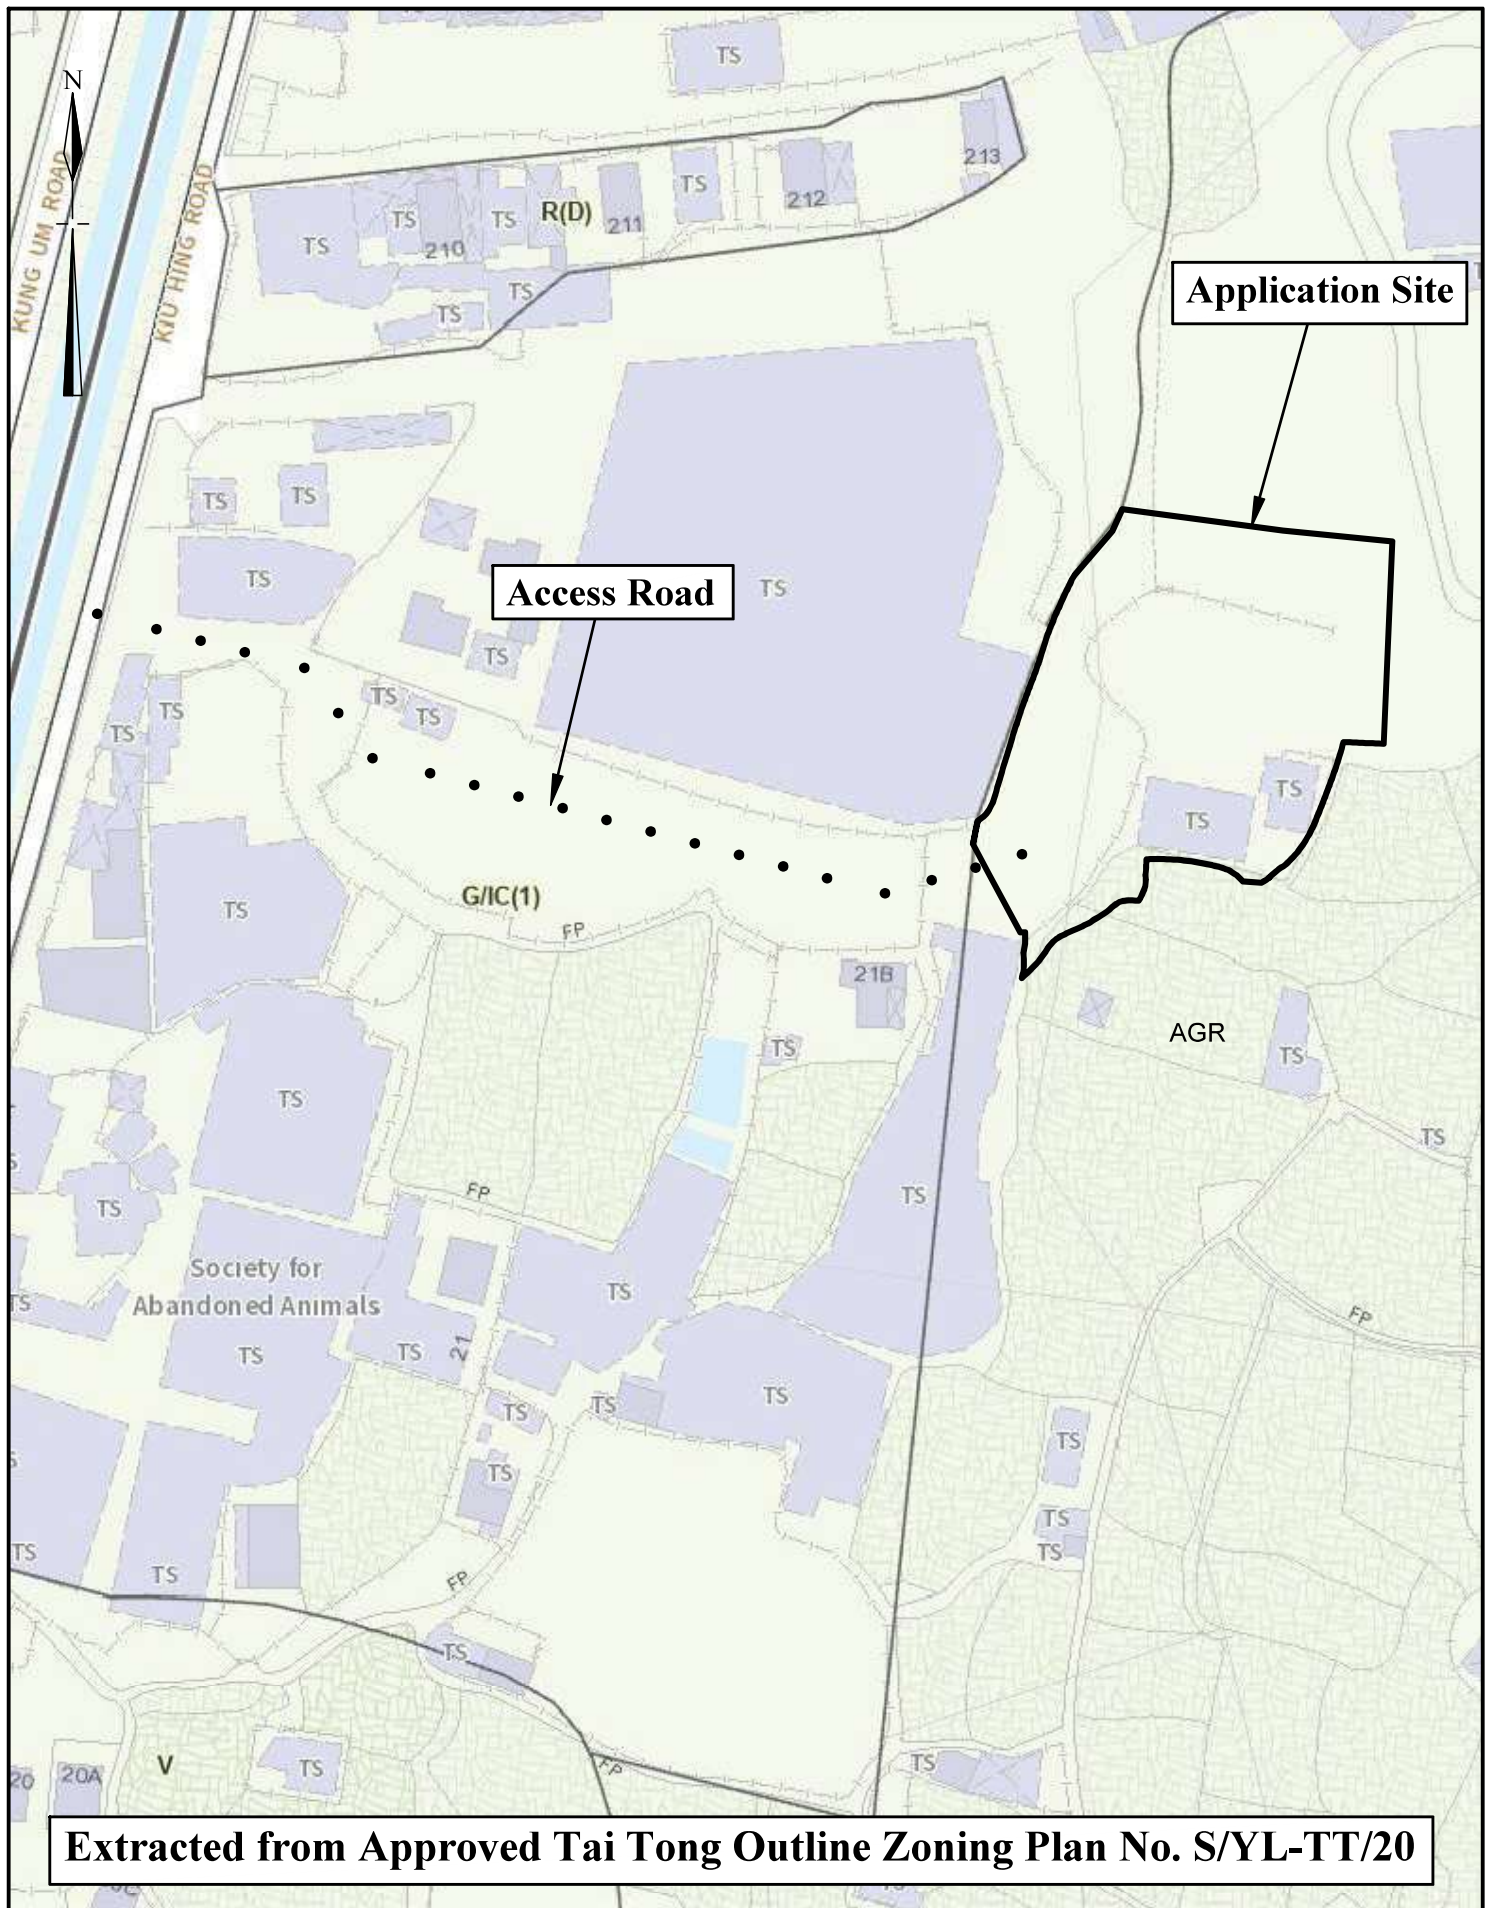 TS
N
KUNG UM ROAD
KIU HING ROAD
213
TS
TS
TS
R(D)
211
212
TS
210
TS
TS
Application Site
TS
TS
TS
TS
Access Road
TS
TS
TS
TS
TS
TS
TS
TS
TS
G/IC(1)
TS
FP
21B
AGR
TS
TS
TS
TS
FP
TS
TS
Society for
Abandoned Animals
TS
TS
FP
TS
TS
21
TS
TS
TS
TS
TS
TS
TS
TS
TS
FP
TS
V
TS
20
20A
FP
TS
Extracted from Approved Tai Tong Outline Zoning Plan No. S/YL-TT/20